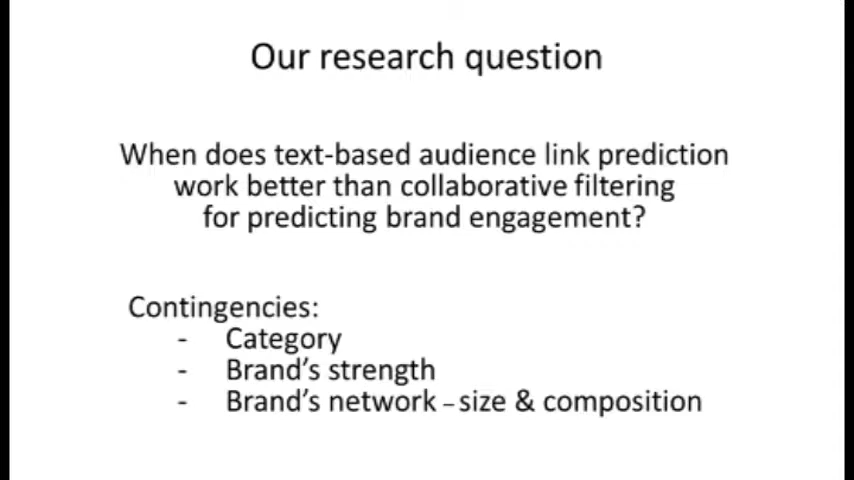 Our research question
When does text-based audience link prediction
work better than collaborative filtering
for predicting brand engagement?
Contingencies:
- Category
- Brand’s strength
- Brand’s network – size & composition